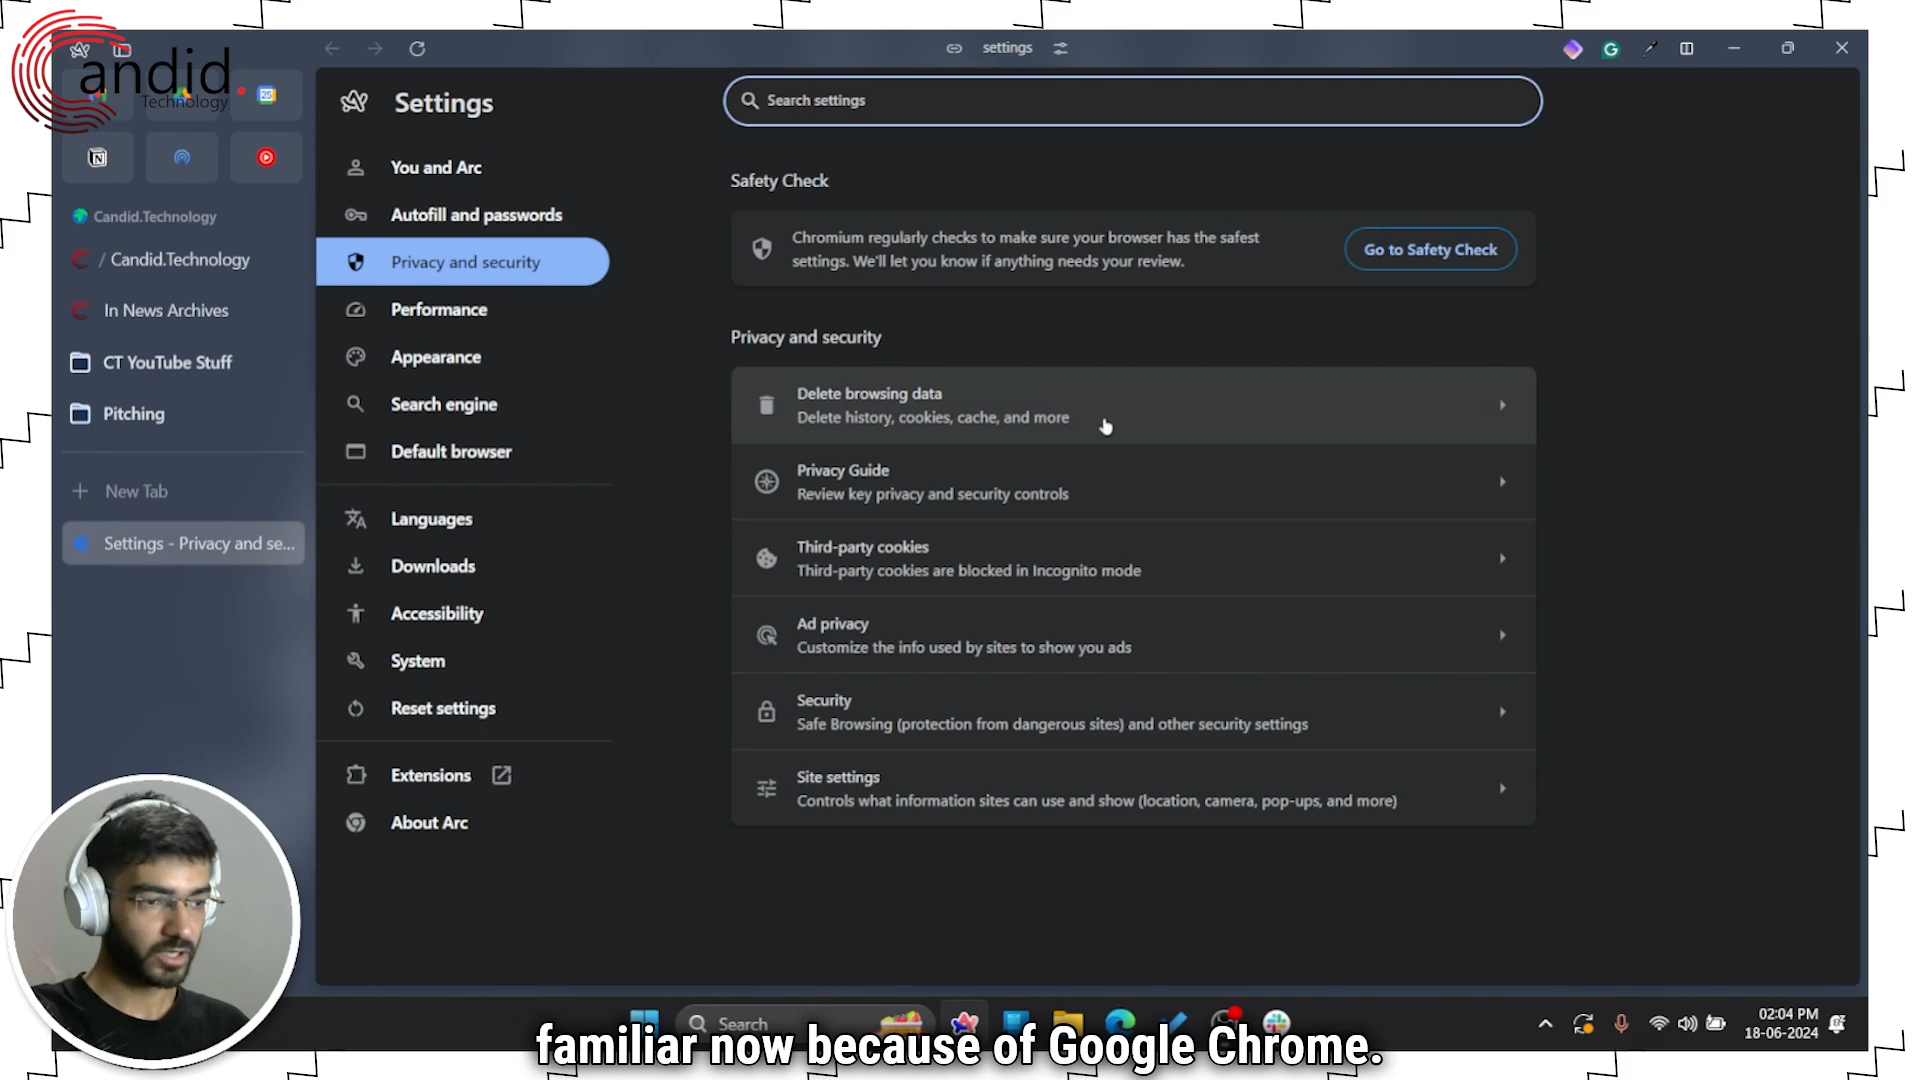 Candid.
Technology
settings
25
Candid.Technology
/ Candid.Technology
In News Archives
CT YouTube Stuff
Pitching
New Tab
Settings - Privacy and se...
Settings
You and Arc
Autofill and passwords
Privacy and security
Performance
Appearance
Search engine
Default browser
Languages
Downloads
Accessibility
System
Reset settings
Extensions
About Arc
Search settings
Safety Check
Chromium regularly checks to make sure your browser has the safest
settings. We'll let you know if anything needs your review.
Go to Safety Check
Privacy and security
Delete browsing data
Delete history, cookies, cache, and more
Privacy Guide
Review key privacy and security controls
Third-party cookies
Third-party cookies are blocked in Incognito mode
Ad privacy
Customize the info used by sites to show you ads
Security
Safe Browsing (protection from dangerous sites) and other security settings
Site settings
Controls what information sites can use and show (location, camera, pop-ups, and more)
Search
02:04 PM
18-06-2024
familiar now because of Google Chrome.